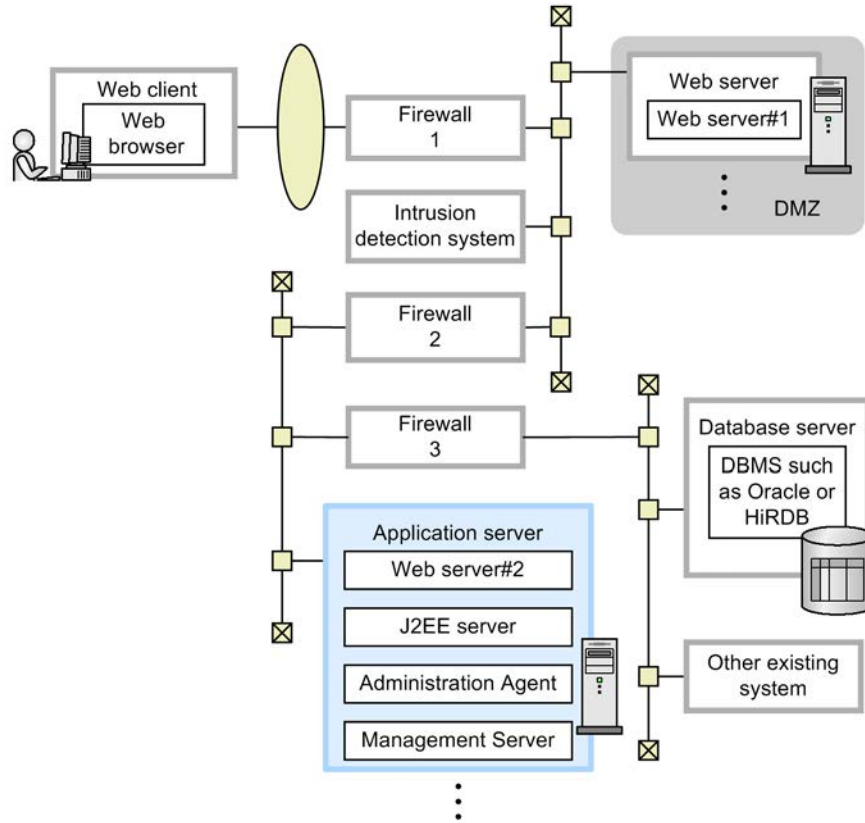 Web client
Web
browser
Firewall
1
Web server
Web server#1
DMZ
Intrusion
detection system
Firewall
2
Firewall
3
Database server
DBMS such
as Oracle or
HiRDB
Application server
Web server#2
J2EE server
Administration Agent
Management Server
Other existing
system